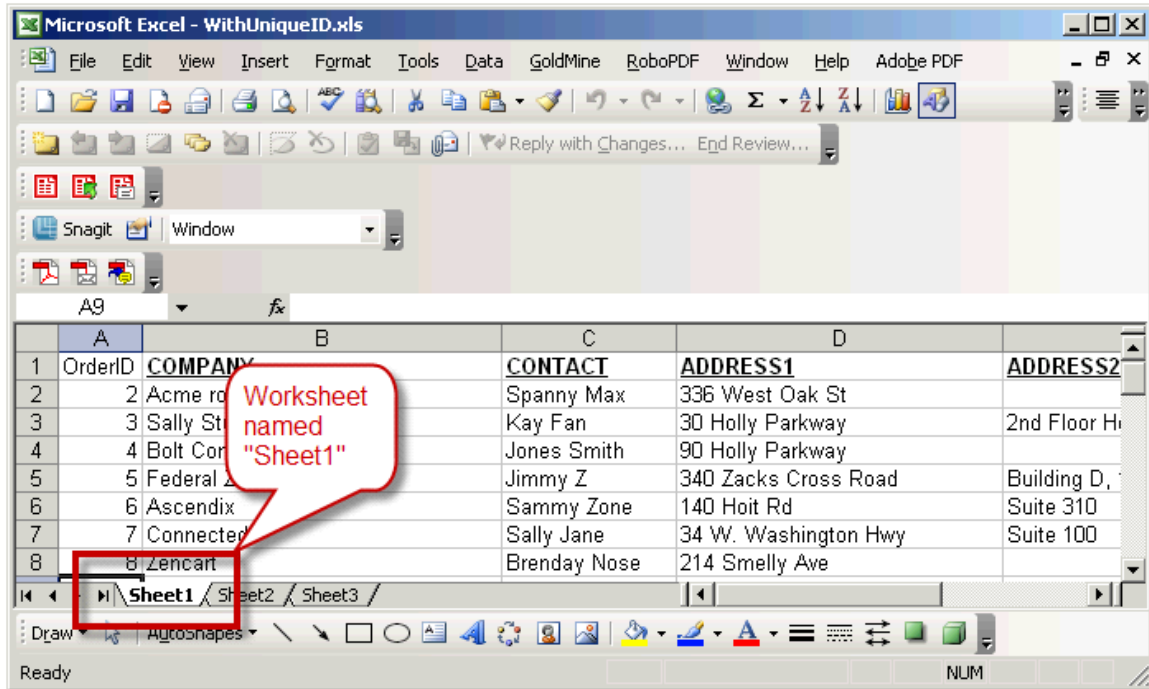 Microsoft Excel - WithUniqueID.xls
File Edit View Insert Format Tools Data GoldMine RoboPDF Window Help Adobe PDF
Reply with Changes... End Review...
Snagit Window
A9 fx
A B C D
1 OrderID COMPANY CONTACT ADDRESS1 ADDRESS2
2 2 Acme Spanny Max 336 West Oak St
3 3 Sally Kay Fan 30 Holly Parkway 2nd Floor
4 4 Bolt Jones Smith 90 Holly Parkway
5 5 Federal Jimmy Z 340 Zacks Cross Road Building D,
6 6 Ascendix Sammy Zone 140 Hoit Rd Suite 310
7 7 Connected Sally Jane 34 W. Washington Hwy Suite 100
8 8 Zencart Brenday Nose 214 Smelly Ave
Worksheet
named
"Sheet1"
Sheet1 Sheet2 Sheet3
Draw AutoShapes
Ready NUM